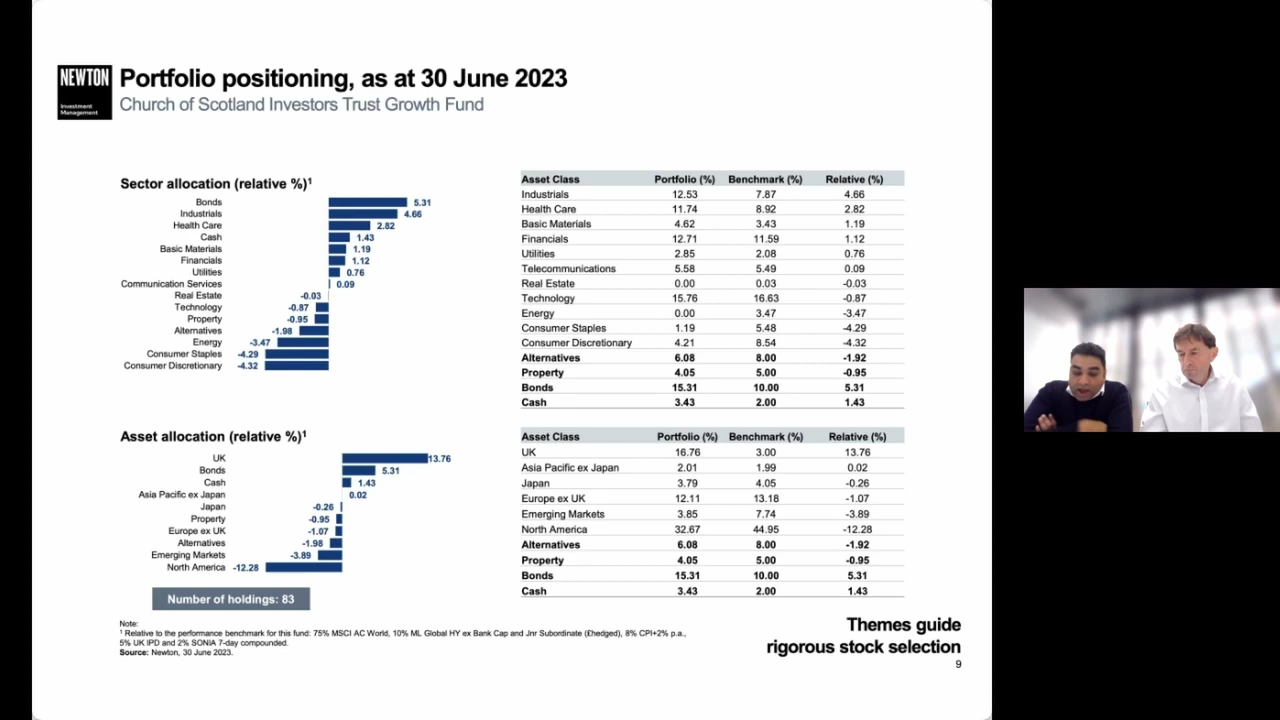 NEWTON
Investment
Management
Portfolio positioning, as at 30 June 2023
Church of Scotland Investors Trust Growth Fund
Sector allocation (relative %)1
Bonds 5.31
Industrials 4.66
Health Care 2.82
Cash 1.43
Basic Materials 1.19
Financials 1.12
Utilities 0.76
Communication Services 0.09
Real Estate -0.03
Technology -0.87
Property -0.95
Alternatives -1.98
Energy -3.47
Consumer Staples -4.29
Consumer Discretionary -4.32
Asset Class Portfolio (%) Benchmark (%) Relative (%)
Industrials 12.53 7.87 4.66
Health Care 11.74 8.92 2.82
Basic Materials 4.62 3.43 1.19
Financials 12.71 11.59 1.12
Utilities 2.85 2.08 0.76
Telecommunications 5.58 5.49 0.09
Real Estate 0.00 0.03 -0.03
Technology 15.76 16.63 -0.87
Energy 0.00 3.47 -3.47
Consumer Staples 1.19 5.48 -4.29
Consumer Discretionary 4.21 8.54 -4.32
Alternatives 6.08 8.00 -1.92
Property 4.05 5.00 -0.95
Bonds 15.31 10.00 5.31
Cash 3.43 2.00 1.43
Asset allocation (relative %)1
UK 13.76
Bonds 5.31
Cash 1.43
Asia Pacific ex Japan 0.02
Japan -0.26
Property -0.95
Europe ex UK -1.07
Alternatives -1.98
Emerging Markets -3.89
North America -12.28
Asset Class Portfolio (%) Benchmark (%) Relative (%)
UK 16.76 3.00 13.76
Asia Pacific ex Japan 2.01 1.99 0.02
Japan 3.79 4.05 -0.26
Europe ex UK 12.11 13.18 -1.07
Emerging Markets 3.85 7.74 -3.89
North America 32.67 44.95 -12.28
Alternatives 6.08 8.00 -1.92
Property 4.05 5.00 -0.95
Bonds 15.31 10.00 5.31
Cash 3.43 2.00 1.43
Number of holdings: 83
Note:
1 Relative to the performance benchmark for this fund: 75% MSCI AC World, 10% ML Global HY ex Bank Cap and Jnr Subordinate (£hedged), 8% CPI+2% p.a.,
5% UK IPD and 2% SONIA 7-day compounded.
Source: Newton, 30 June 2023.
Themes guide
rigorous stock selection
9